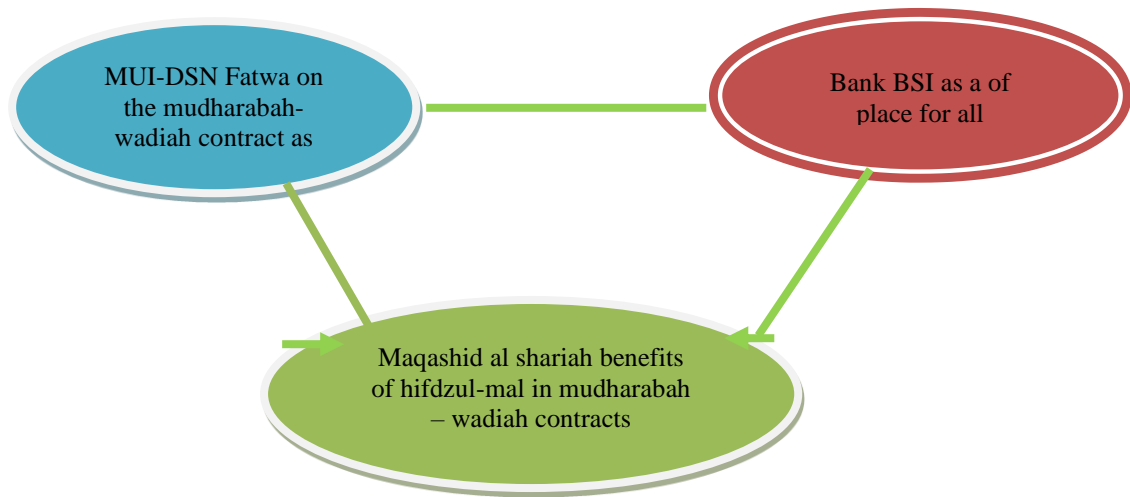 MUI-DSN Fatwa on
the mudharabah-
wadiah contract as
Bank BSI as a of
place for all
Maqashid al shariah benefits
of hifdzul-mal in mudharabah
– wadiah contracts